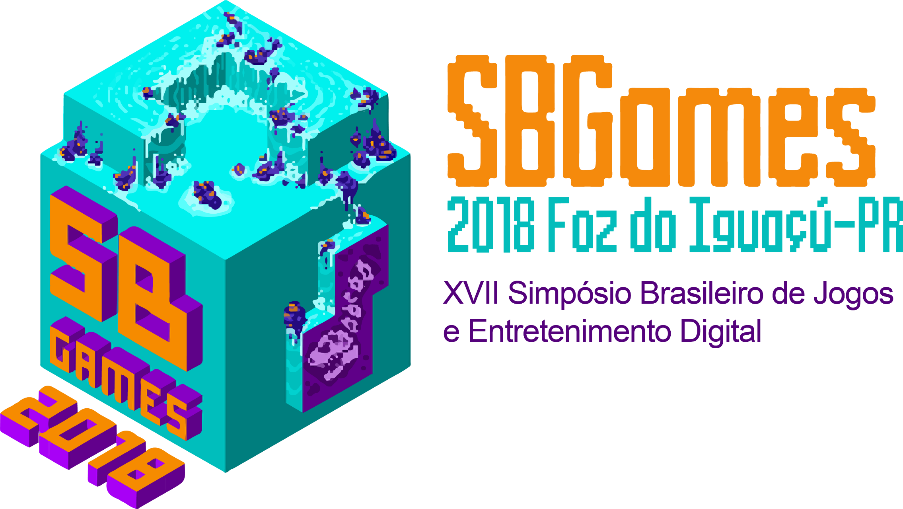 SB
GAMES
2018
SBGames
2018 Foz do Iguaçú-PR
XVII Simpósio Brasileiro de Jogos
e Entretenimento Digital